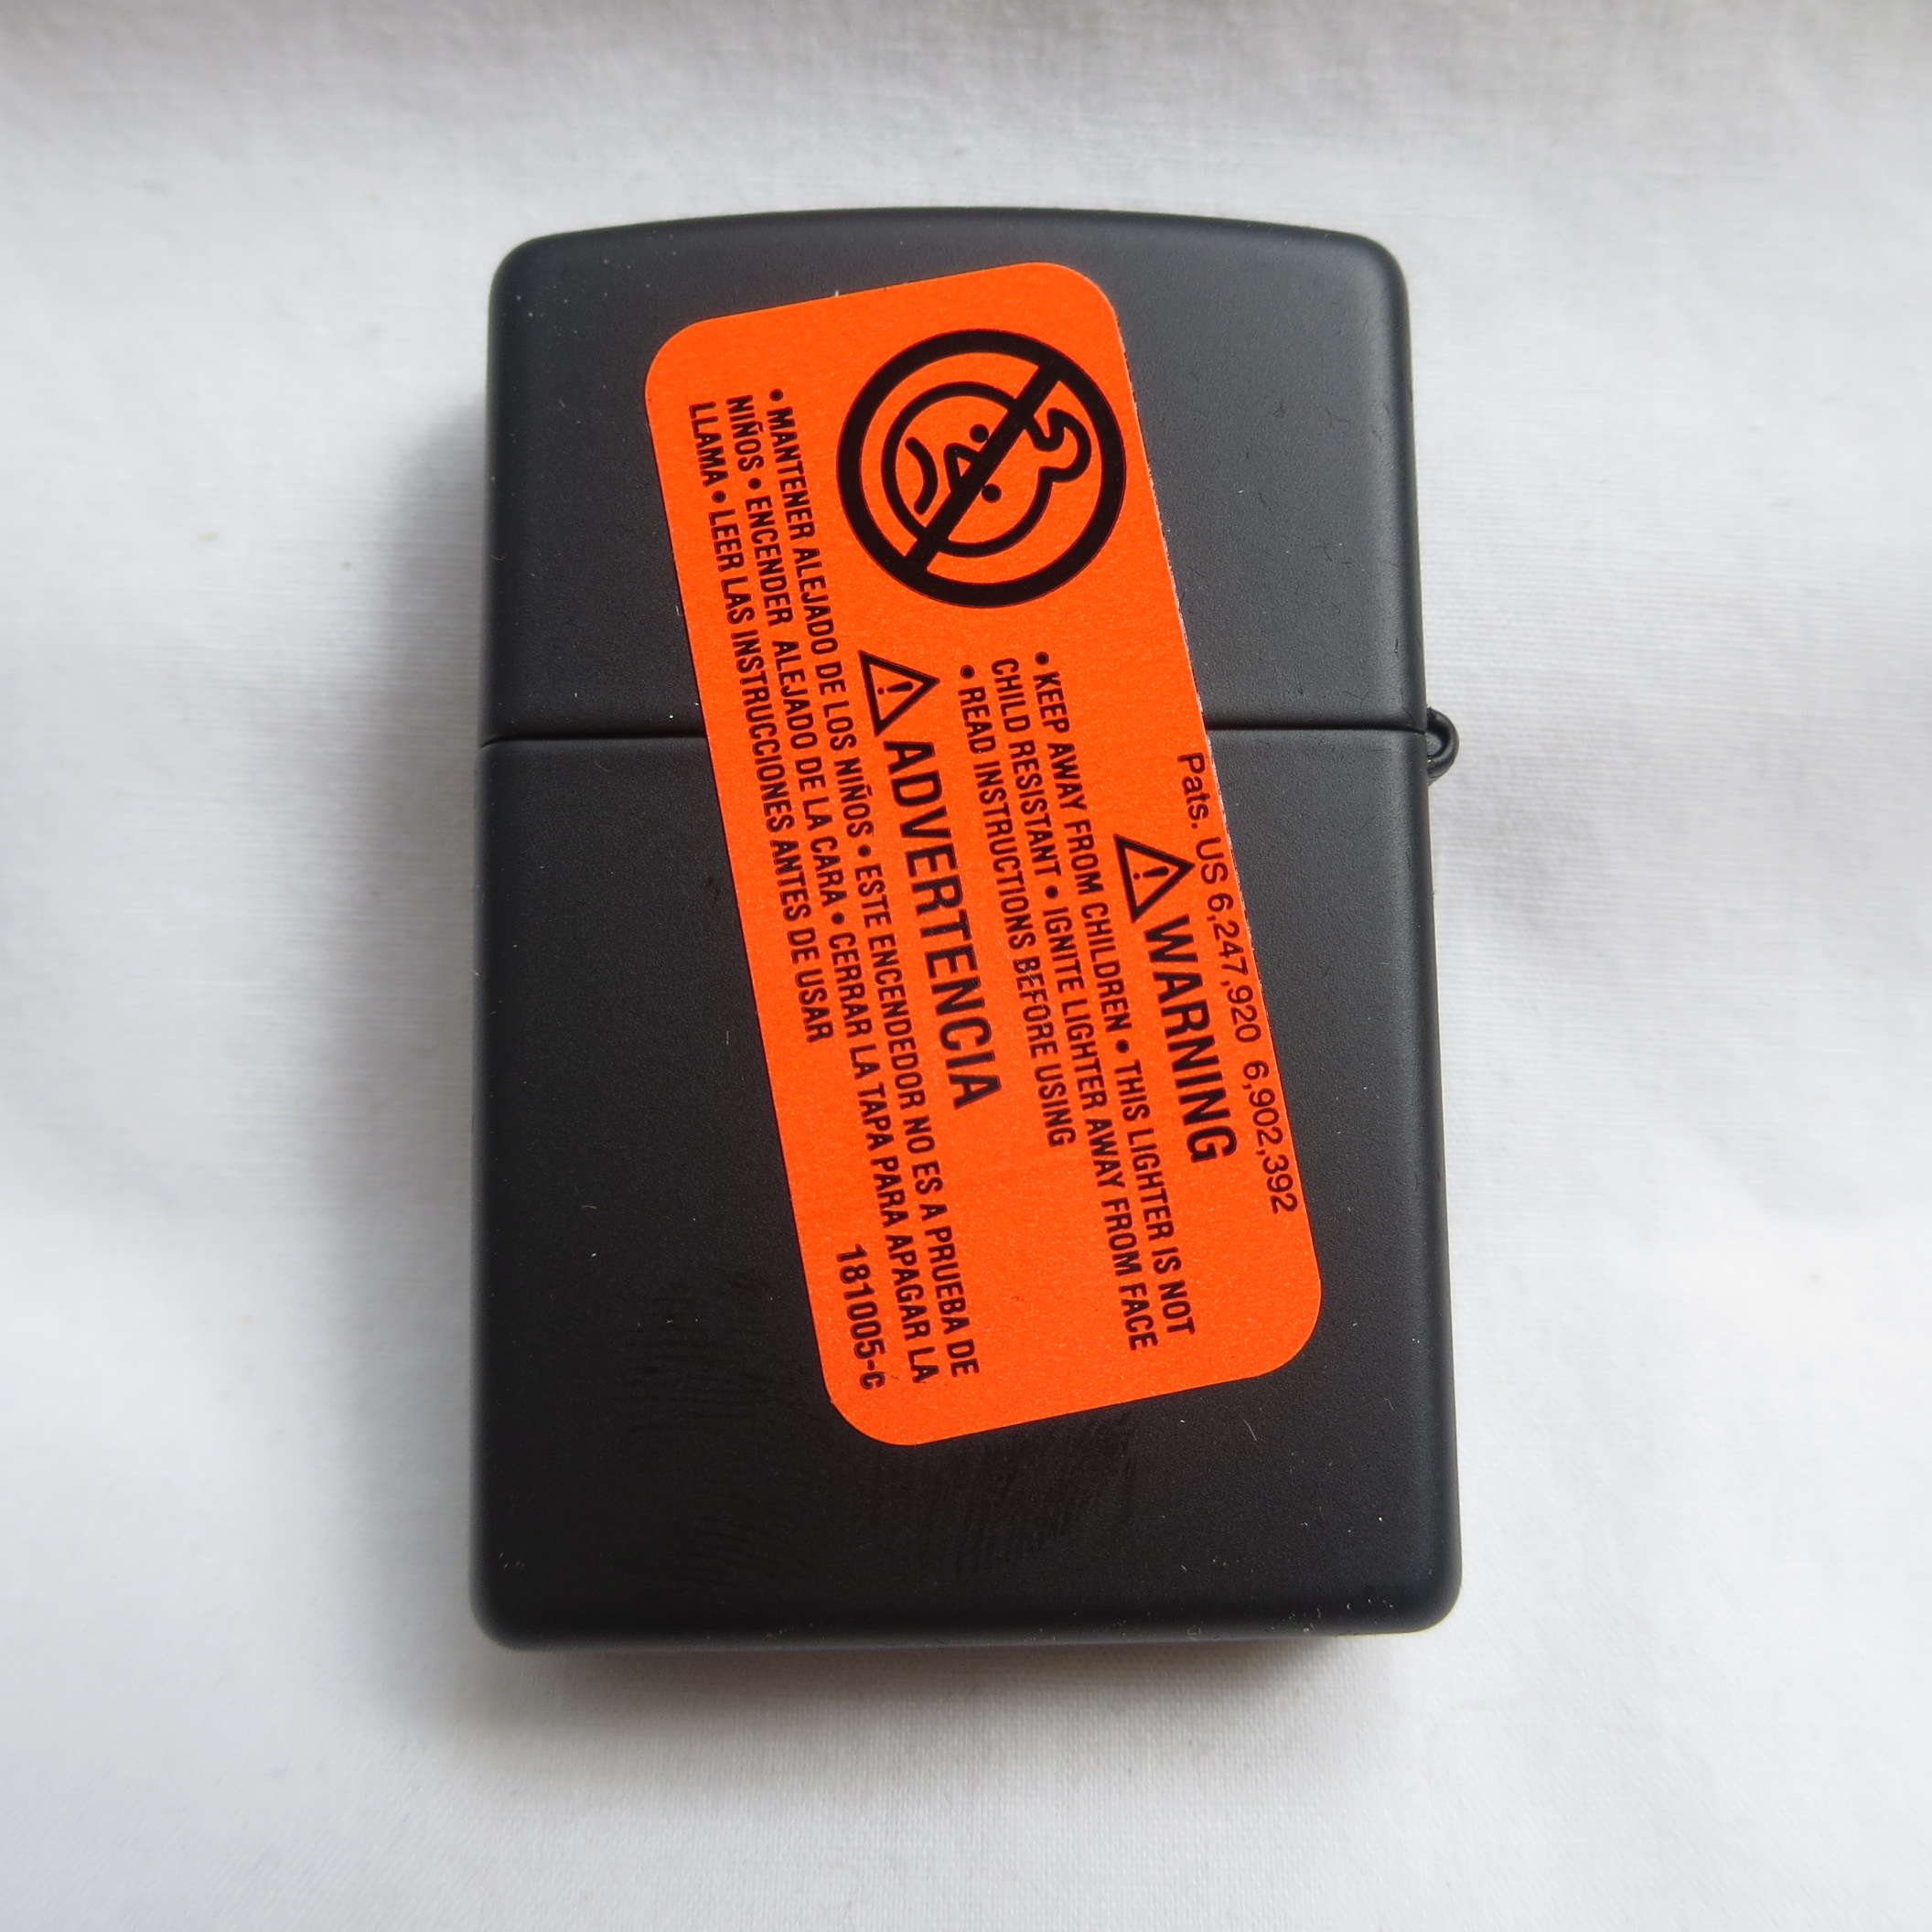 Pats. US 6,247,920 6,902,392
⚠ WARNING
• KEEP AWAY FROM CHILDREN • THIS LIGHTER IS NOT
CHILD RESISTANT • IGNITE LIGHTER AWAY FROM FACE
• READ INSTRUCTIONS BEFORE USING
⚠ ADVERTENCIA
• MANTENER ALEJADO DE LOS NIÑOS • ESTE ENCENDEDOR NO ES A PRUEBA DE
NIÑOS • ENCENDER ALEJADO DE LA CARA • CERRAR LA TAPA PARA APAGAR LA
LLAMA • LEER LAS INSTRUCCIONES ANTES DE USAR
181005-C